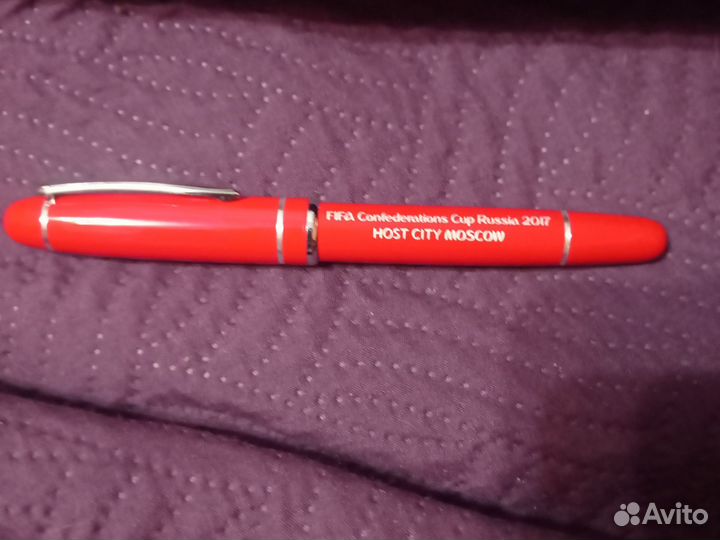 FIFA Confederations Cup Russia 2017
HOST CITY MOSCOW
Avito